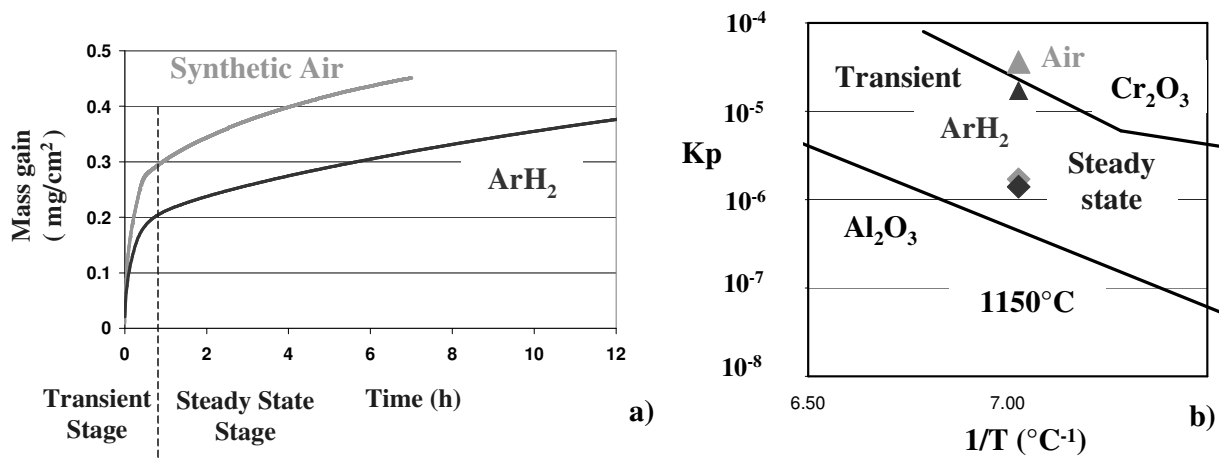 Mass gain
( mg/cm²)
0.5
0.4
0.3
0.2
0.1
0
Synthetic Air
ArH₂
0 2 4 6 8 10 12
Transient
Stage
Steady State
Stage
Time (h)
a)
Kp
10⁻⁴
10⁻⁵
10⁻⁶
10⁻⁷
10⁻⁸
Transient
Air
Cr₂O₃
ArH₂
Steady
state
Al₂O₃
1150°C
6.50 7.00
1/T (°C⁻¹)
b)